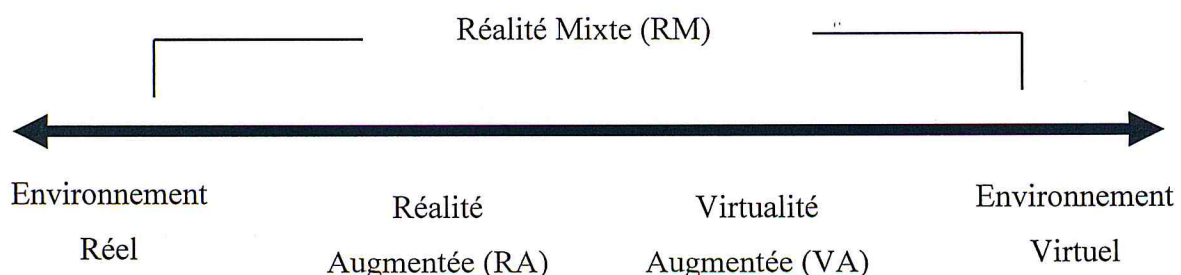 Réalité Mixte (RM)
Environnement
Réel
Réalité
Augmentée (RA)
Virtualité
Augmentée (VA)
Environnement
Virtuel